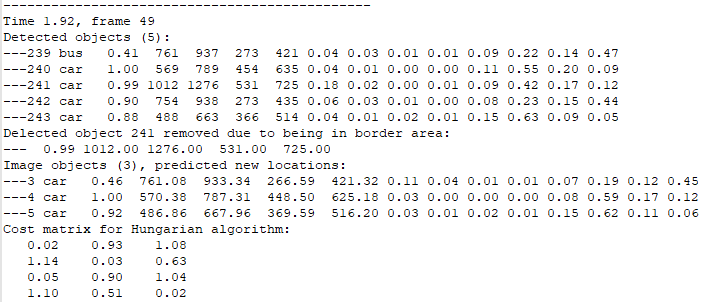 ----------------------------------------------
Time 1.92, frame 49
Detected objects (5):
---239 bus 0.41 761 937 273 421 0.04 0.03 0.01 0.01 0.09 0.22 0.14 0.47
---240 car 1.00 569 789 454 635 0.04 0.01 0.00 0.00 0.11 0.55 0.20 0.09
---241 car 0.99 1012 1276 531 725 0.18 0.02 0.00 0.01 0.09 0.42 0.17 0.12
---242 car 0.90 754 938 273 435 0.06 0.03 0.01 0.00 0.08 0.23 0.15 0.44
---243 car 0.88 488 663 366 514 0.04 0.01 0.02 0.01 0.15 0.63 0.09 0.05
Delected object 241 removed due to being in border area:
--- 0.99 1012.00 1276.00 531.00 725.00
Image objects (3), predicted new locations:
---3 car 0.46 761.08 933.34 266.59 421.32 0.11 0.04 0.01 0.01 0.07 0.19 0.12 0.45
---4 car 1.00 570.38 787.31 448.50 625.18 0.03 0.00 0.00 0.00 0.08 0.59 0.17 0.12
---5 car 0.92 486.86 667.96 369.59 516.20 0.03 0.01 0.02 0.01 0.15 0.62 0.11 0.06
Cost matrix for Hungarian algorithm:
0.02 0.93 1.08
1.14 0.03 0.63
0.05 0.90 1.04
1.10 0.51 0.02